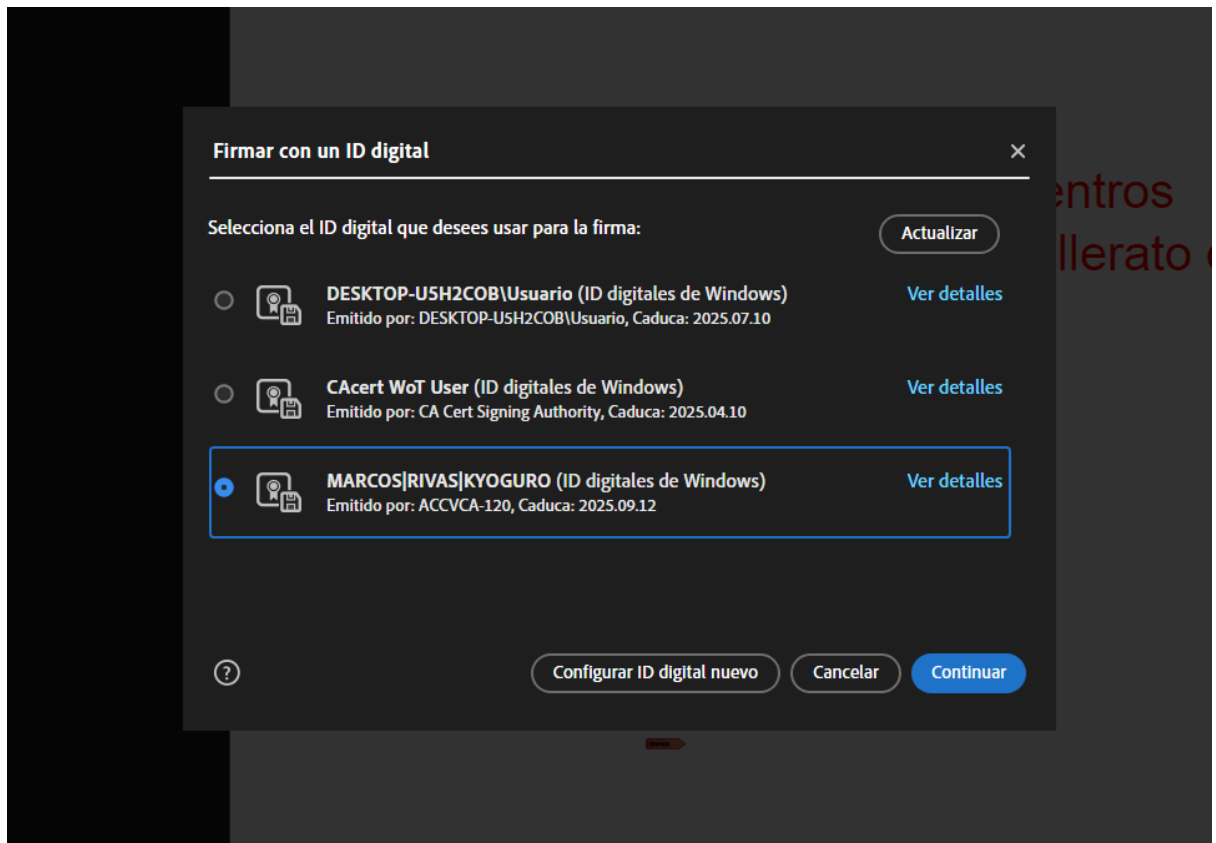 Firmar con un ID digital
entros
llerato
Selecciona el ID digital que desees usar para la firma:
Actualizar
DESKTOP-U5H2COB\Usuario (ID digitales de Windows)
Ver detalles
Emitido por: DESKTOP-U5H2COB\Usuario, Caduca: 2025.07.10
CAcert WoT User (ID digitales de Windows)
Ver detalles
Emitido por: CA Cert Signing Authority, Caduca: 2025.04.10
MARCOS|RIVAS|KYOGURO (ID digitales de Windows)
Ver detalles
Emitido por: ACCVCA-120, Caduca: 2025.09.12
?
Configurar ID digital nuevo
Cancelar
Continuar